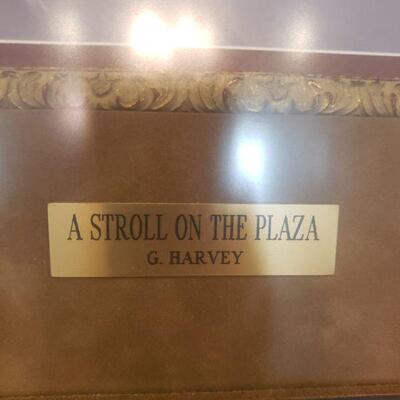 A STROLL ON THE PLAZA
G. HARVEY